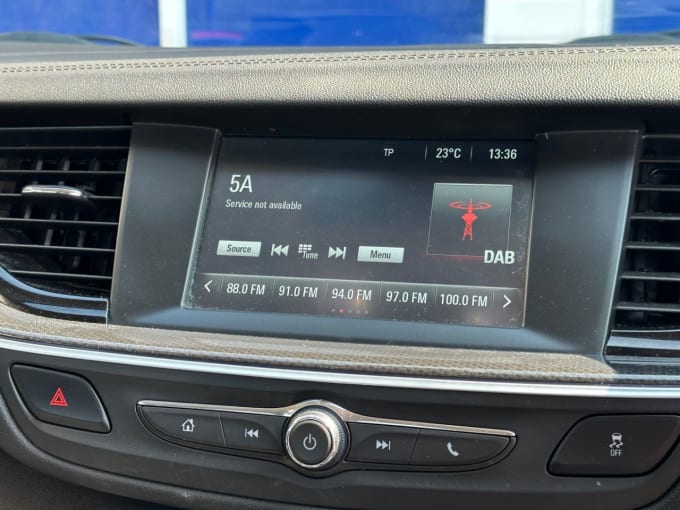 TP 23°C 13:36
5A
Service not available
Source Tune Menu
DAB
88.0 FM 91.0 FM 94.0 FM 97.0 FM 100.0 FM
OFF